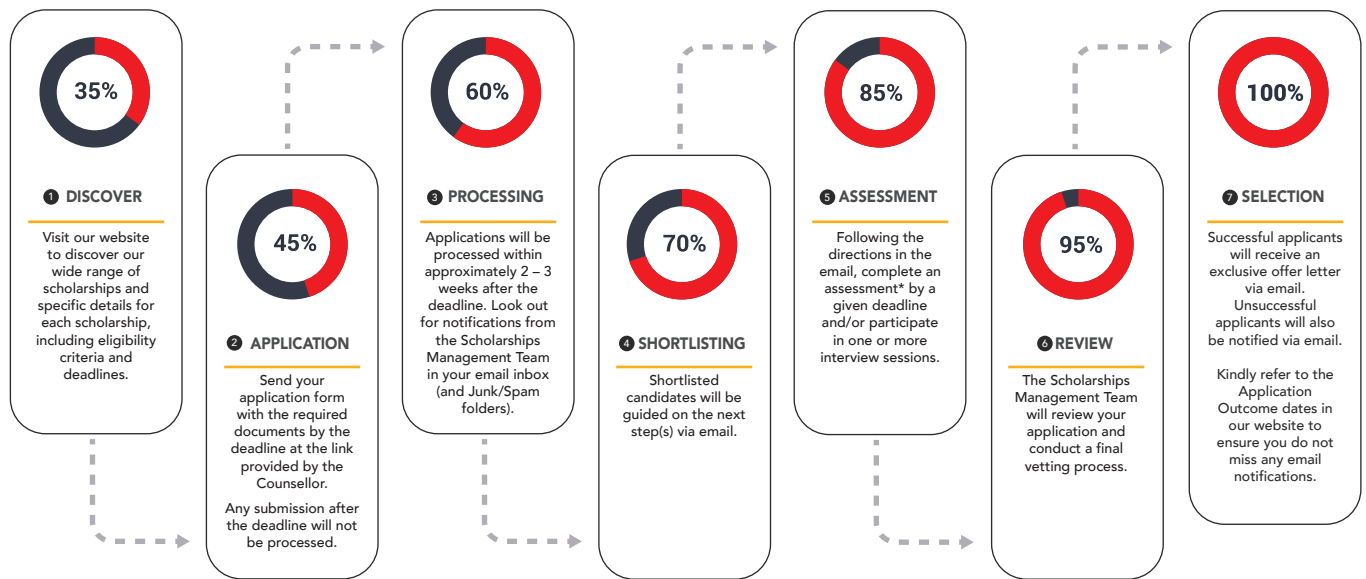 35%
1 DISCOVER
Visit our website
to discover our
wide range of
scholarships and
specific details for
each scholarship,
including eligibility
criteria and
deadlines.
45%
2 APPLICATION
Send your
application form
with the required
documents by the
deadline at the link
provided by the
Counsellor.
Any submission after
the deadline will not
be processed.
60%
3 PROCESSING
Applications will be
processed within
approximately 2 – 3
weeks after the
deadline. Look out
for notifications from
the Scholarships
Management Team
in your email inbox
(and Junk/Spam
folders).
70%
4 SHORTLISTING
Shortlisted
candidates will be
guided on the next
step(s) via email.
85%
5 ASSESSMENT
Following the
directions in the
email, complete an
assessment* by a
given deadline
and/or participate
in one or more
interview sessions.
95%
6 REVIEW
The Scholarships
Management Team
will review your
application and
conduct a final
vetting process.
100%
7 SELECTION
Successful applicants
will receive an
exclusive offer letter
via email.
Unsuccessful
applicants will also
be notified via email.
Kindly refer to the
Application
Outcome dates in
our website to
ensure you do not
miss any email
notifications.